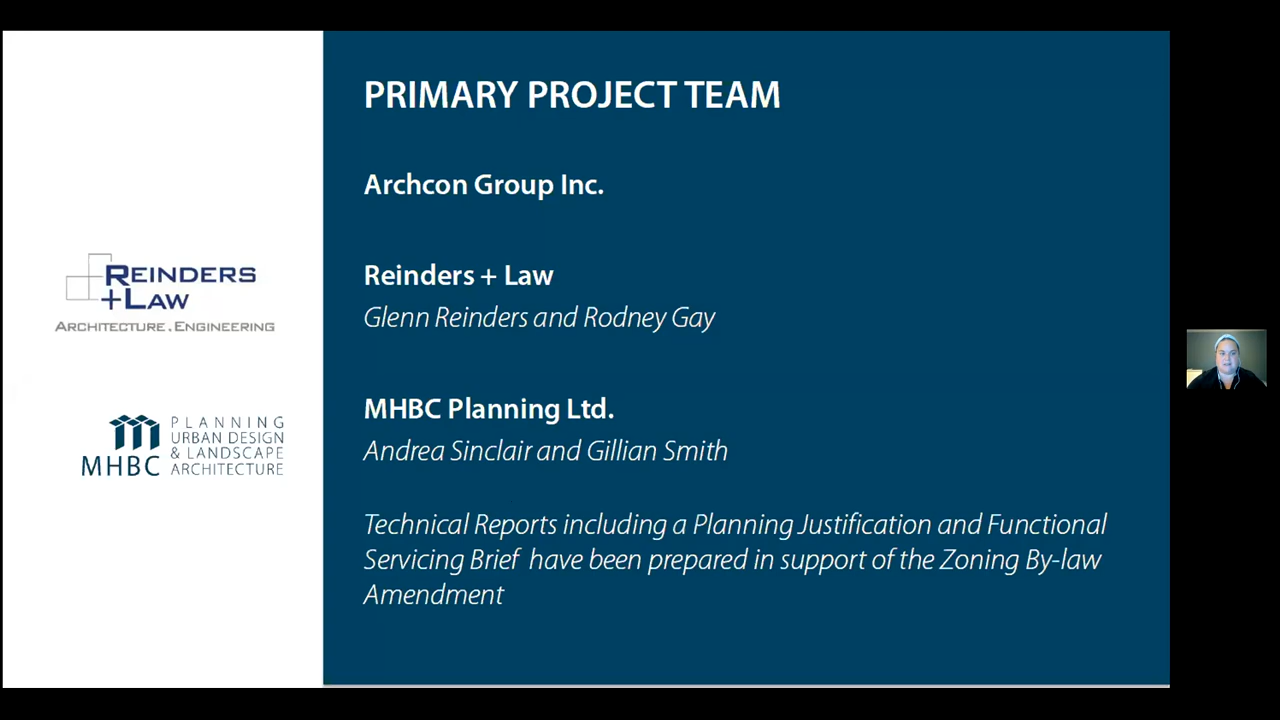 PRIMARY PROJECT TEAM
Archcon Group Inc.
Reinders + Law
Glenn Reinders and Rodney Gay
MHBC Planning Ltd.
Andrea Sinclair and Gillian Smith
Technical Reports including a Planning Justification and Functional
Servicing Brief have been prepared in support of the Zoning By-law
Amendment
REINDERS
+LAW
ARCHITECTURE.ENGINEERING
MHBC
PLANNING
URBAN DESIGN
& LANDSCAPE
ARCHITECTURE